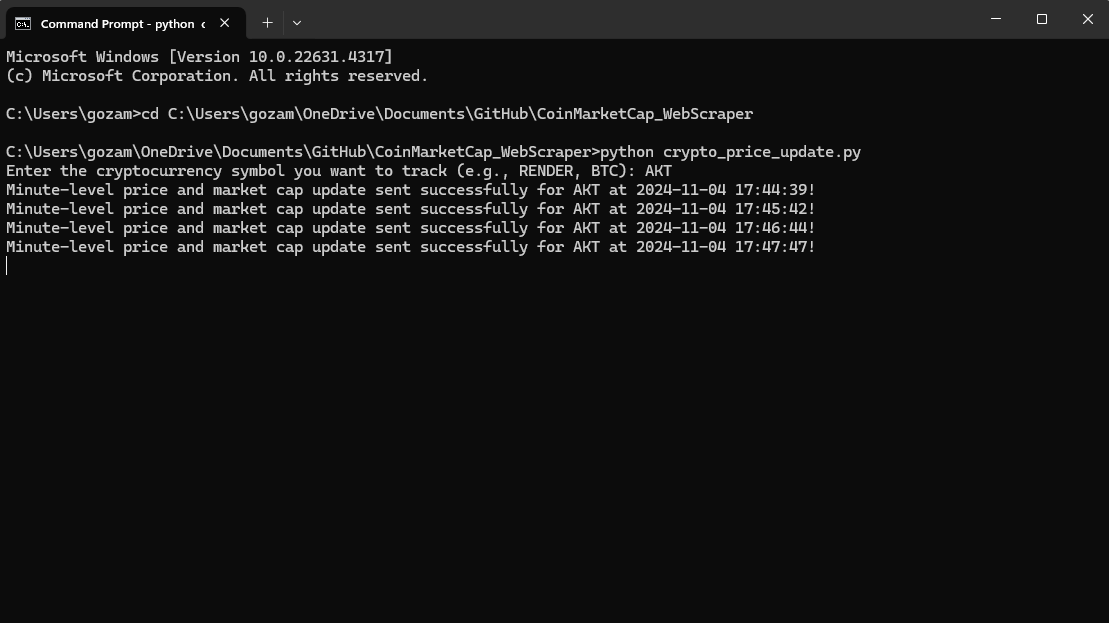 Command Prompt - python c
Microsoft Windows [Version 10.0.22631.4317]
(c) Microsoft Corporation. All rights reserved.
C:\Users\gozam>cd C:\Users\gozam\OneDrive\Documents\GitHub\CoinMarketCap_WebScraper
C:\Users\gozam\OneDrive\Documents\GitHub\CoinMarketCap_WebScraper>python crypto_price_update.py
Enter the cryptocurrency symbol you want to track (e.g., RENDER, BTC): AKT
Minute-level price and market cap update sent successfully for AKT at 2024-11-04 17:44:39!
Minute-level price and market cap update sent successfully for AKT at 2024-11-04 17:45:42!
Minute-level price and market cap update sent successfully for AKT at 2024-11-04 17:46:44!
Minute-level price and market cap update sent successfully for AKT at 2024-11-04 17:47:47!